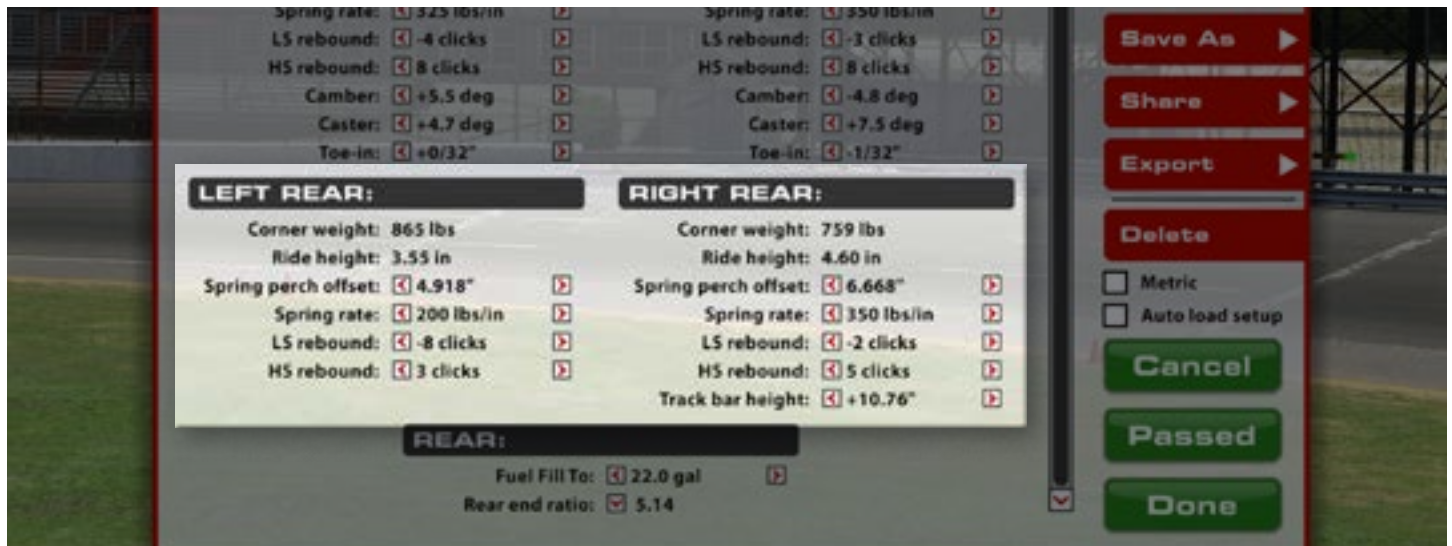 Spring rate: 325 lbs/in
LS rebound: -4 clicks
HS rebound: 8 clicks
Camber: +5.5 deg
Caster: +4.7 deg
Toe-in: +0/32"
Spring rate: 350 lbs/in
LS rebound: -3 clicks
HS rebound: 8 clicks
Camber: -4.8 deg
Caster: +7.5 deg
Toe-in: -1/32"
LEFT REAR:
Corner weight: 865 lbs
Ride height: 3.55 in
Spring perch offset: 4.918"
Spring rate: 200 lbs/in
LS rebound: -8 clicks
HS rebound: 3 clicks
RIGHT REAR:
Corner weight: 759 lbs
Ride height: 4.60 in
Spring perch offset: 6.668"
Spring rate: 350 lbs/in
LS rebound: -2 clicks
HS rebound: 5 clicks
Track bar height: +10.76"
REAR:
Fuel Fill To: 22.0 gal
Rear end ratio: 5.14
Save As
Share
Export
Delete
Metric
Auto load setup
Cancel
Passed
Done